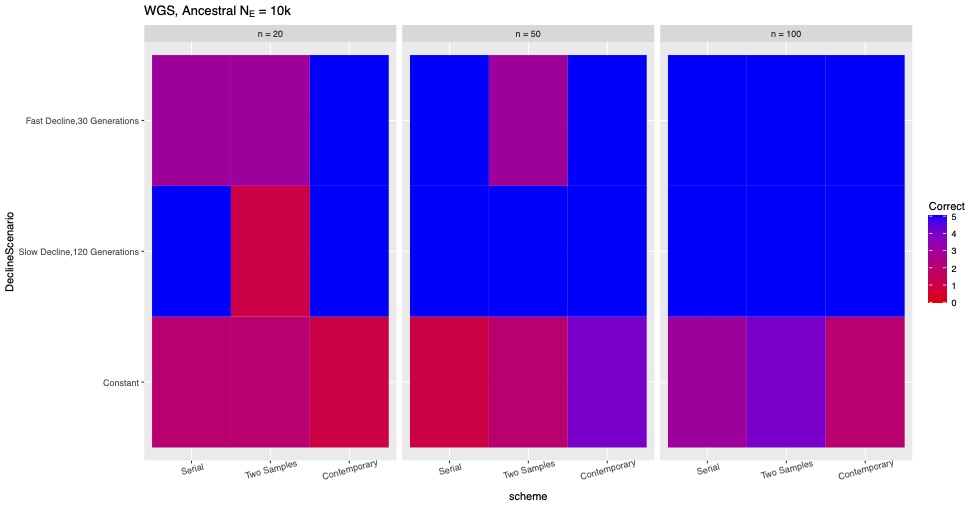 WGS, Ancestral NE = 10k
n = 20
n = 50
n = 100
Fast Decline,30 Generations
Slow Decline,120 Generations
Constant
DeclineScenario
Serial
Two Samples
Contemporary
Serial
Two Samples
Contemporary
Serial
Two Samples
Contemporary
scheme
Correct
5
4
3
2
1
0